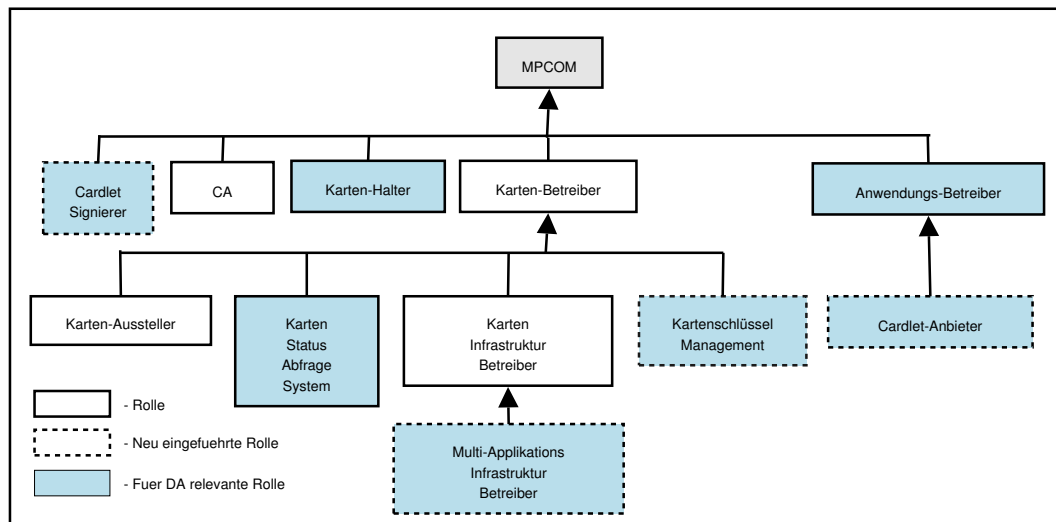 MPCOM
Cardlet
Signierer
CA
Karten-Halter
Karten-Betreiber
Anwendungs-Betreiber
Karten-Aussteller
Karten
Status
Abfrage
System
Karten
Infrastruktur
Betreiber
Kartenschlüssel
Management
Cardlet-Anbieter
Multi-Applikations
Infrastruktur
Betreiber
- Rolle
- Neu eingefuehrte Rolle
- Fuer DA relevante Rolle